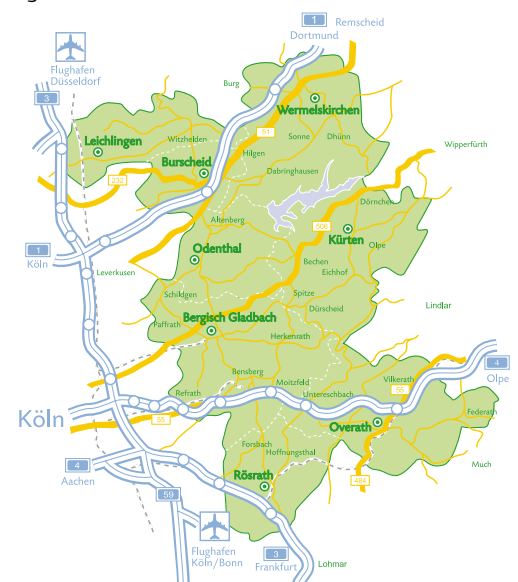 1
Remscheid
Dortmund
Flughafen
Düsseldorf
Burg
3
Wermelskirchen
51
Sonne
Dhünn
Leichlingen
Witzhelden
Hilgen
Wipperfürth
Burscheid
Dabringhausen
232
Dörnchen
Altenberg
506
Kürten
1
Köln
Odenthal
Olpe
Bechen
Leverkusen
Eichhof
Schildgen
Spitze
Dürscheid
Lindlar
Bergisch Gladbach
Paffrath
Herkenrath
4
Olpe
Bensberg
Moitzfeld
Vilkerath
55
Refrath
Untereschbach
Köln
55
Federath
Overath
Forsbach
Hoffnungsthal
4
Aachen
Much
Rösrath
484
59
Flughafen
Köln/Bonn
3
Frankfurt
Lohmar